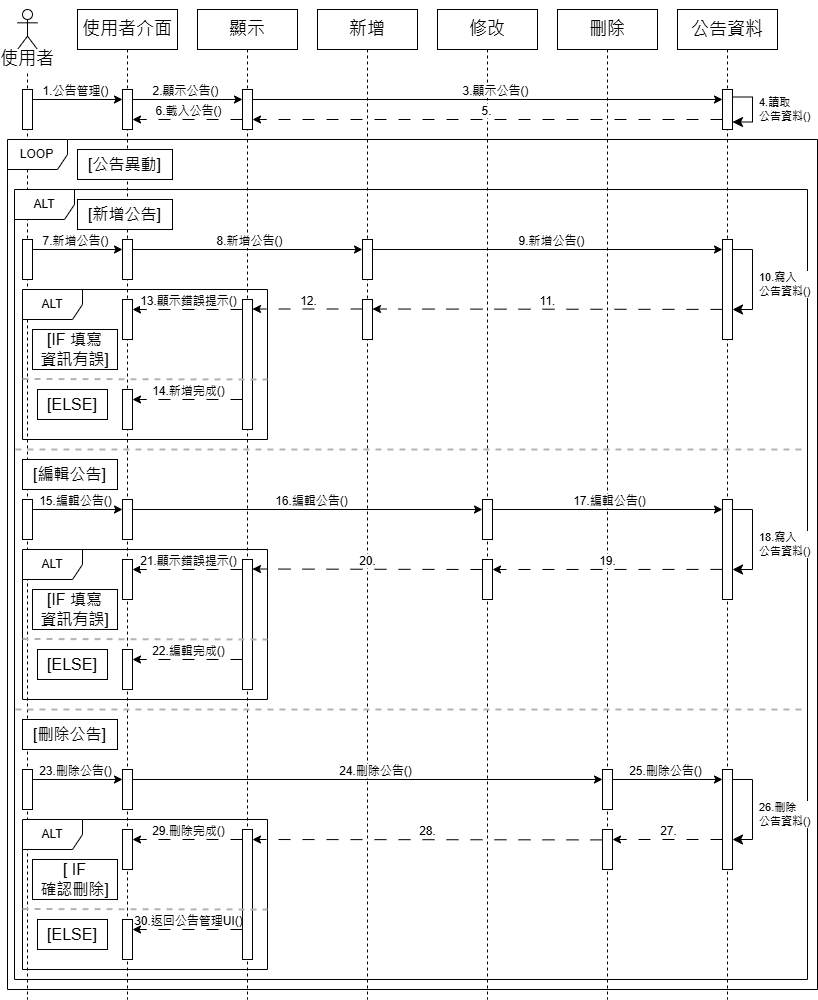 使用者
使用者介面
顯示
新增
修改
刪除
公告資料
1.公告管理()
2.顯示公告()
3.顯示公告()
4.讀取
公告資料()
5.
6.載入公告()
LOOP
[公告異動]
ALT
[新增公告]
7.新增公告()
8.新增公告()
9.新增公告()
10.寫入
公告資料()
ALT
13.顯示錯誤提示()
12.
11.
[IF 填寫
資訊有誤]
14.新增完成()
[ELSE]
[編輯公告]
15.編輯公告()
16.編輯公告()
17.編輯公告()
18.寫入
公告資料()
ALT
21.顯示錯誤提示()
20.
19.
[IF 填寫
資訊有誤]
22.編輯完成()
[ELSE]
[刪除公告]
23.刪除公告()
24.刪除公告()
25.刪除公告()
26.刪除
公告資料()
ALT
29.刪除完成()
28.
27.
[ IF
確認刪除]
30.返回公告管理UI()
[ELSE]